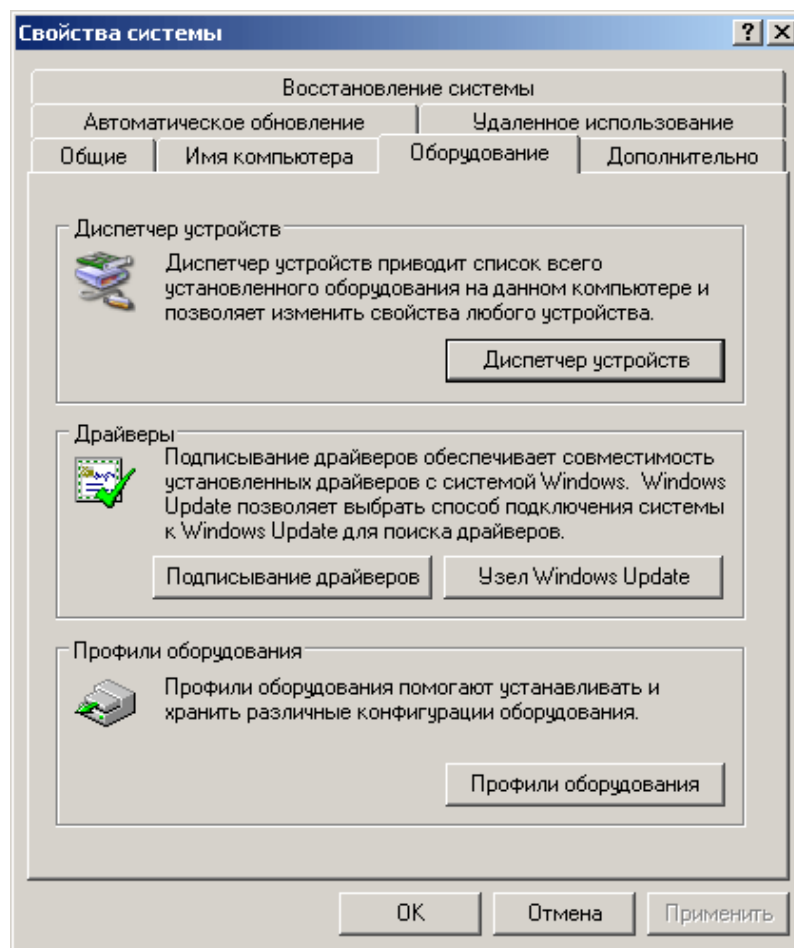 Свойства системы
Восстановление системы
Автоматическое обновление
Удаленное использование
Общие
Имя компьютера
Оборудование
Дополнительно
Диспетчер устройств
Диспетчер устройств приводит список всего
установленного оборудования на данном компьютере и
позволяет изменить свойства любого устройства.
Диспетчер устройств
Драйверы
Подписывание драйверов обеспечивает совместимость
установленных драйверов с системой Windows. Windows
Update позволяет выбрать способ подключения системы
к Windows Update для поиска драйверов.
Подписывание драйверов
Узел Windows Update
Профили оборудования
Профили оборудования помогают устанавливать и
хранить различные конфигурации оборудования.
Профили оборудования
ОК
Отмена
Применить